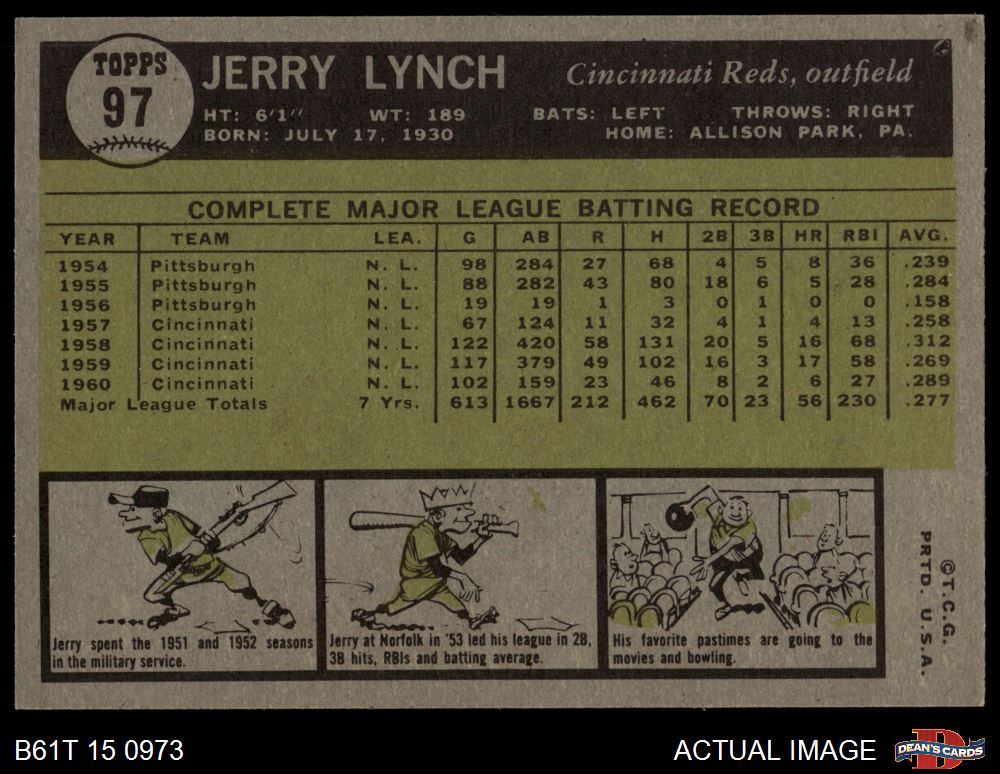 TOPPS
97
JERRY LYNCH Cincinnati Reds, outfield
HT: 6'1" WT: 189 BATS: LEFT THROWS: RIGHT
BORN: JULY 17, 1930 HOME: ALLISON PARK, PA.
COMPLETE MAJOR LEAGUE BATTING RECORD
YEAR TEAM LEA. G AB R H 2B 3B HR RBI AVG.
1954 Pittsburgh N. L. 98 284 27 68 4 5 8 36 .239
1955 Pittsburgh N. L. 88 282 43 80 18 6 5 28 .284
1956 Pittsburgh N. L. 19 19 1 3 0 1 0 0 .158
1957 Cincinnati N. L. 67 124 11 32 4 1 4 13 .258
1958 Cincinnati N. L. 122 420 58 131 20 5 16 68 .312
1959 Cincinnati N. L. 117 379 49 102 16 3 17 58 .269
1960 Cincinnati N. L. 102 159 23 46 8 2 6 27 .289
Major League Totals 7 Yrs. 613 1667 212 462 70 23 56 230 .277
Jerry spent the 1951 and 1952 seasons
in the military service.
Jerry at Norfolk in '53 led his league in 2B,
3B hits, RBIs and batting average.
His favorite pastimes are going to the
movies and bowling.
© T.C.G.
PRTD. U.S.A.
B61T 15 0973 ACTUAL IMAGE
DEAN'S CARDS